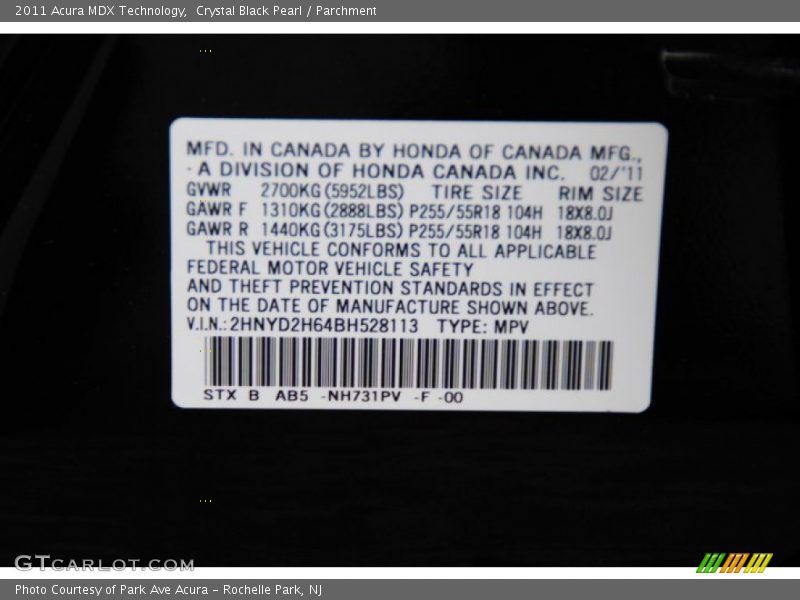 2011 Acura MDX Technology,  Crystal Black Pearl / Parchment
MFD. IN CANADA BY HONDA OF CANADA MFG.,
A DIVISION OF HONDA CANADA INC. 02/'11
GVWR 2700KG(5952LBS) TIRE SIZE RIM SIZE
GAWR F 1310KG(2888LBS) P255/55R18 104H 18X8.0J
GAWR R 1440KG(3175LBS) P255/55R18 104H 18X8.0J
THIS VEHICLE CONFORMS TO ALL APPLICABLE
FEDERAL MOTOR VEHICLE SAFETY
AND THEFT PREVENTION STANDARDS IN EFFECT
ON THE DATE OF MANUFACTURE SHOWN ABOVE.
V.I.N.: 2HNYD2H64BH528113 TYPE: MPV
STX B AB5 -NH731PV -F -00
GTCARLOT.COM
Photo Courtesy of Park Ave Acura – Rochelle Park, NJ